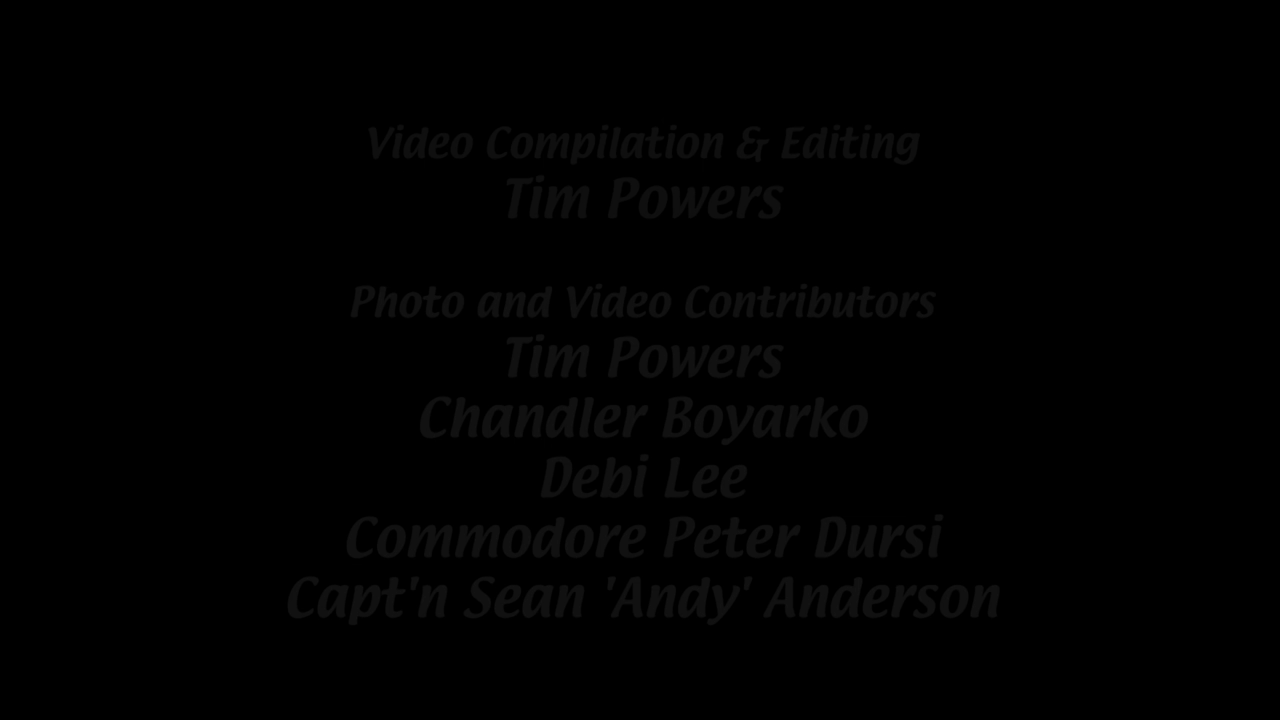 Video Compilation & Editing
Tim Powers
Photo and Video Contributors
Tim Powers
Chandler Boyarko
Debi Lee
Commodore Peter Dursi
Capt'n Sean 'Andy' Anderson